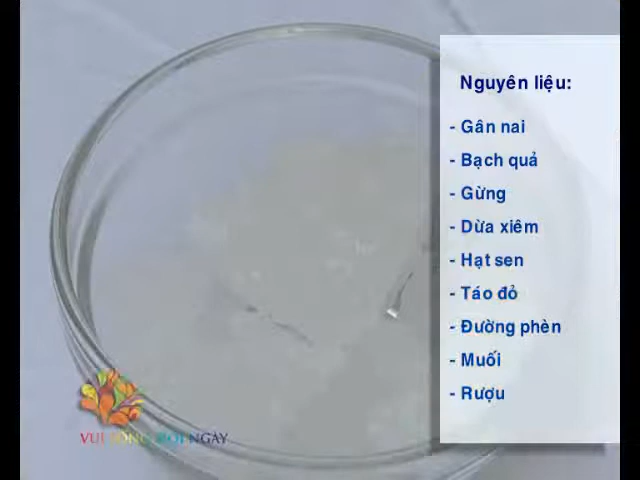 Nguyên liệu:
- Gân nai
- Bạch quả
- Gừng
- Dừa xiêm
- Hạt sen
- Táo đỏ
- Đường phèn
- Muối
- Rượu
VUI SỐNG MỖI NGÀY